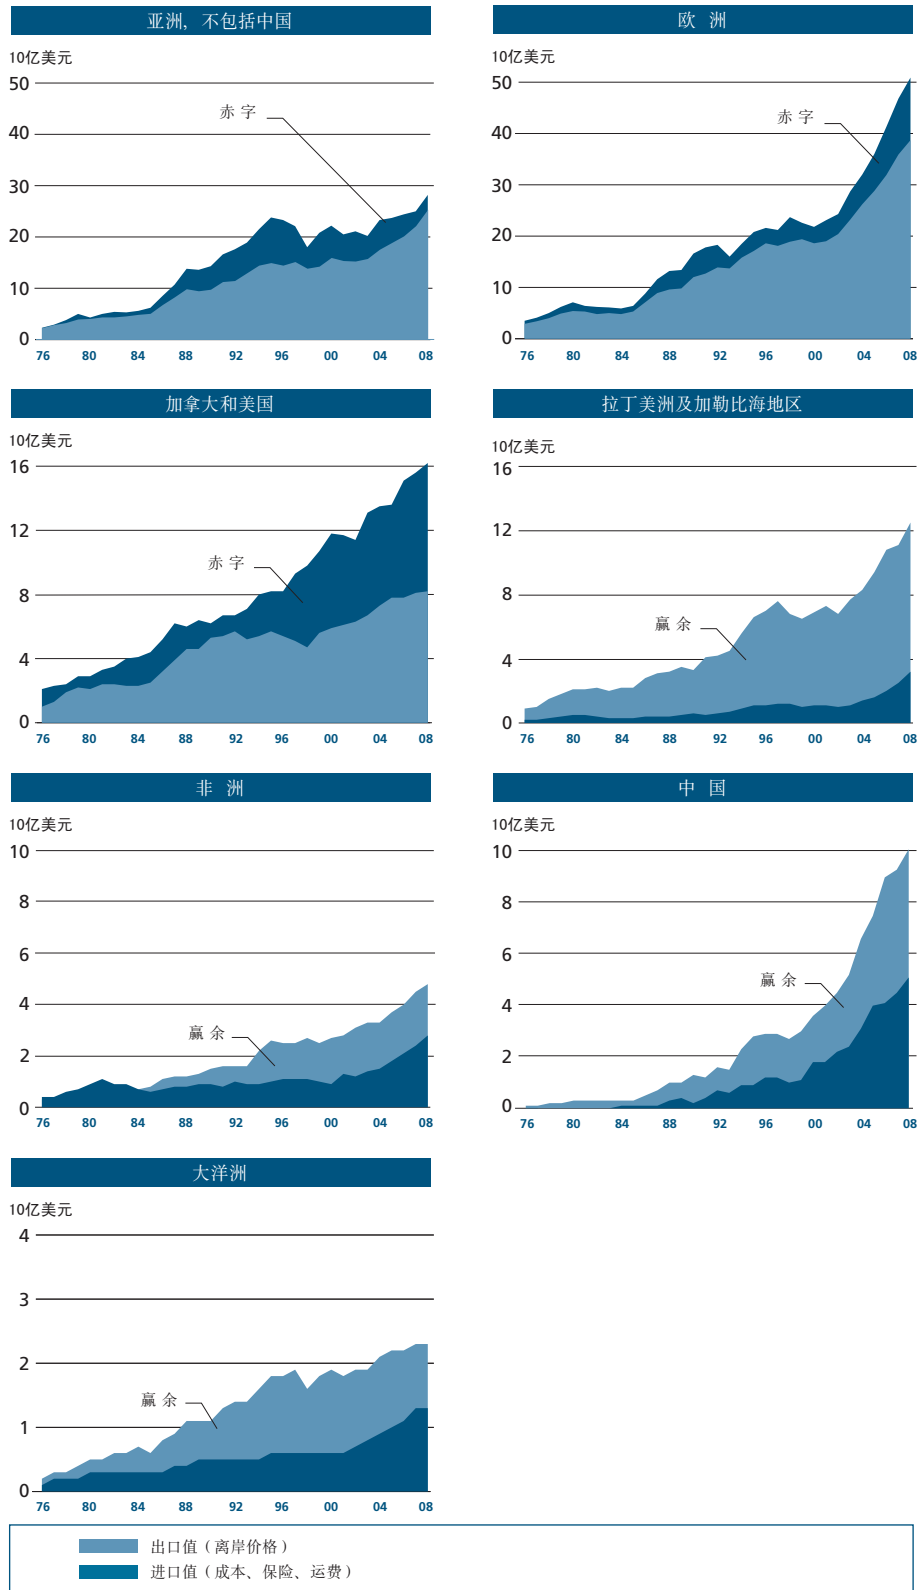 亚洲，不包括中国
10亿美元
50
40
30
20
10
0
76 80 84 88 92 96 00 04 08
赤字
欧洲
10亿美元
50
40
30
20
10
0
76 80 84 88 92 96 00 04 08
赤字
加拿大和美国
10亿美元
16
12
8
4
0
76 80 84 88 92 96 00 04 08
赤字
拉丁美洲及加勒比海地区
10亿美元
16
12
8
4
0
76 80 84 88 92 96 00 04 08
赢余
非洲
10亿美元
10
8
6
4
2
0
76 80 84 88 92 96 00 04 08
赢余
中国
10亿美元
10
8
6
4
2
0
76 80 84 88 92 96 00 04 08
赢余
大洋洲
10亿美元
4
3
2
1
0
76 80 84 88 92 96 00 04 08
赢余
出口值（离岸价格）
进口值（成本、保险、运费）